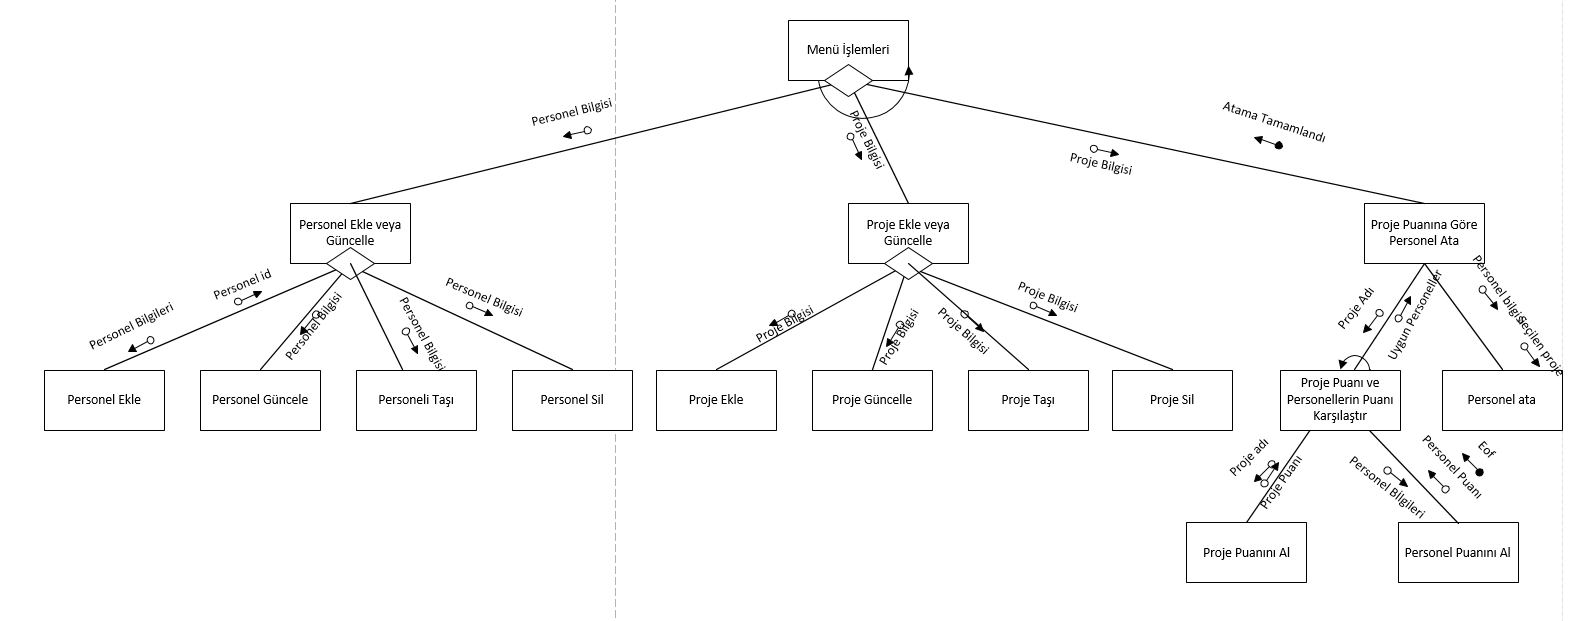 Menü İşlemleri
Personel Bilgisi
Proje Bilgisi
Proje Bilgisi
Atama Tamamlandı
Personel Ekle veya
Güncelle
Proje Ekle veya
Güncelle
Proje Puanına Göre
Personel Ata
Personel Bilgileri
Personel id
Personel Bilgisi
Personel Bilgisi
Personel Bilgisi
Proje Bilgisi
Proje Bilgisi
Proje Bilgisi
Proje Bilgisi
Proje Adı
Uygun Personeller
Personel bilgisi
Seçilen proje
Personel Ekle
Personel Güncele
Personeli Taşı
Personel Sil
Proje Ekle
Proje Güncelle
Proje Taşı
Proje Sil
Proje Puanı ve
Personellerin Puanı
Karşılaştır
Personel ata
Proje adı
Proje Puanı
Personel Bilgileri
Personel Puanı
Eof
Proje Puanını Al
Personel Puanını Al